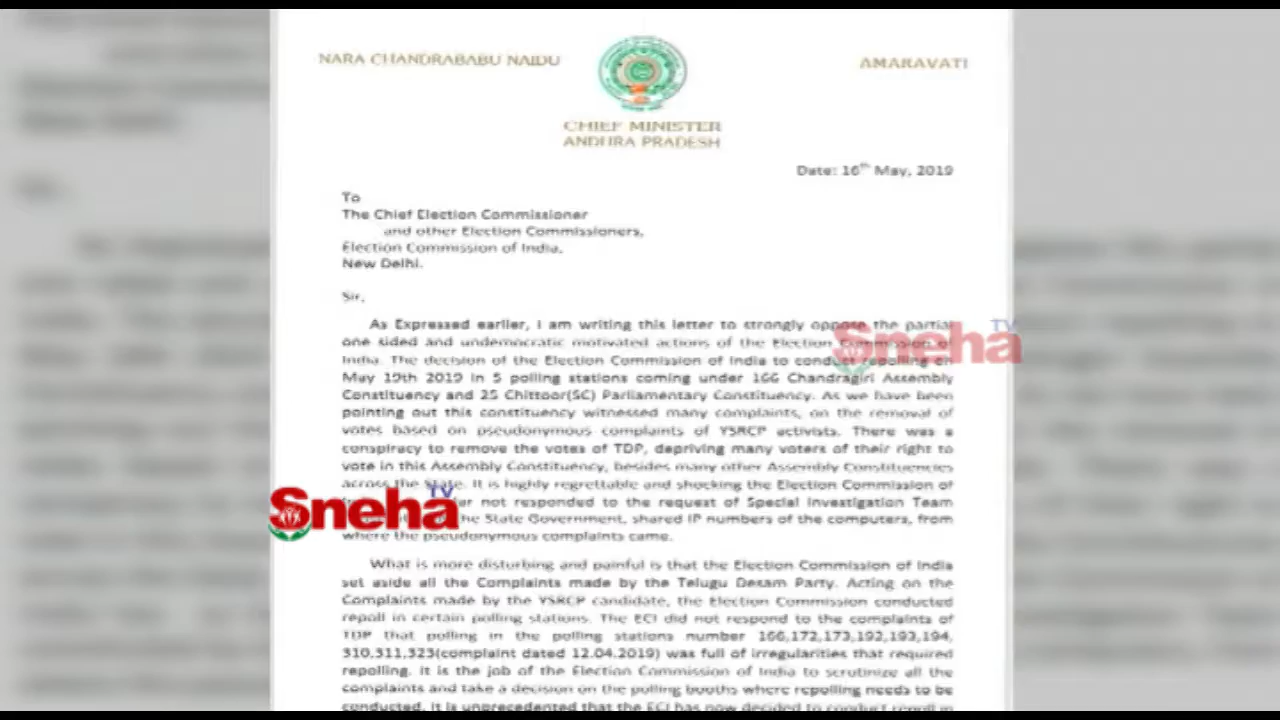 NARA CHANDRABABU NAIDU
AMARAVATI
CHIEF MINISTER
ANDHRA PRADESH
Date: 16th May, 2019
To
The Chief Election Commissioner
and other Election Commissioners,
Election Commission of India,
New Delhi.
Sir,
As Expressed earlier, I am writing this letter to strongly oppose the partial
one sided and undemocratic motivated actions of the Election Commission of
India. The decision of the Election Commission of India to conduct repolling on
May 19th 2019 in 5 polling stations coming under 166 Chandragiri Assembly
Constituency and 25 Chittoor(SC) Parliamentary Constituency. As we have been
pointing out this constituency witnessed many complaints, on the removal of
votes based on pseudonymous complaints of YSRCP activists. There was a
conspiracy to remove the votes of TDP, depriving many voters of their right to
vote in this Assembly Constituency, besides many other Assembly Constituencies
across the State. It is highly regrettable and shocking the Election Commission of
not responded to the request of Special Investigation Team
the State Government, shared IP numbers of the computers, from
where the pseudonymous complaints came.
What is more disturbing and painful is that the Election Commission of India
set aside all the Complaints made by the Telugu Desam Party. Acting on the
Complaints made by the YSRCP candidate, the Election Commission conducted
repoll in certain polling stations. The ECI did not respond to the complaints of
TDP that polling in the polling stations number 166,172,173,192,193,194,
310,311,323(complaint dated 12.04.2019) was full of irregularities that required
repolling. It is the job of the Election Commission of India to scrutinize all the
complaints and take a decision on the polling booths where repolling needs to be
conducted. It is unprecedented that the ECI has now decided to conduct repoll in
Sneha TV
Sneha TV